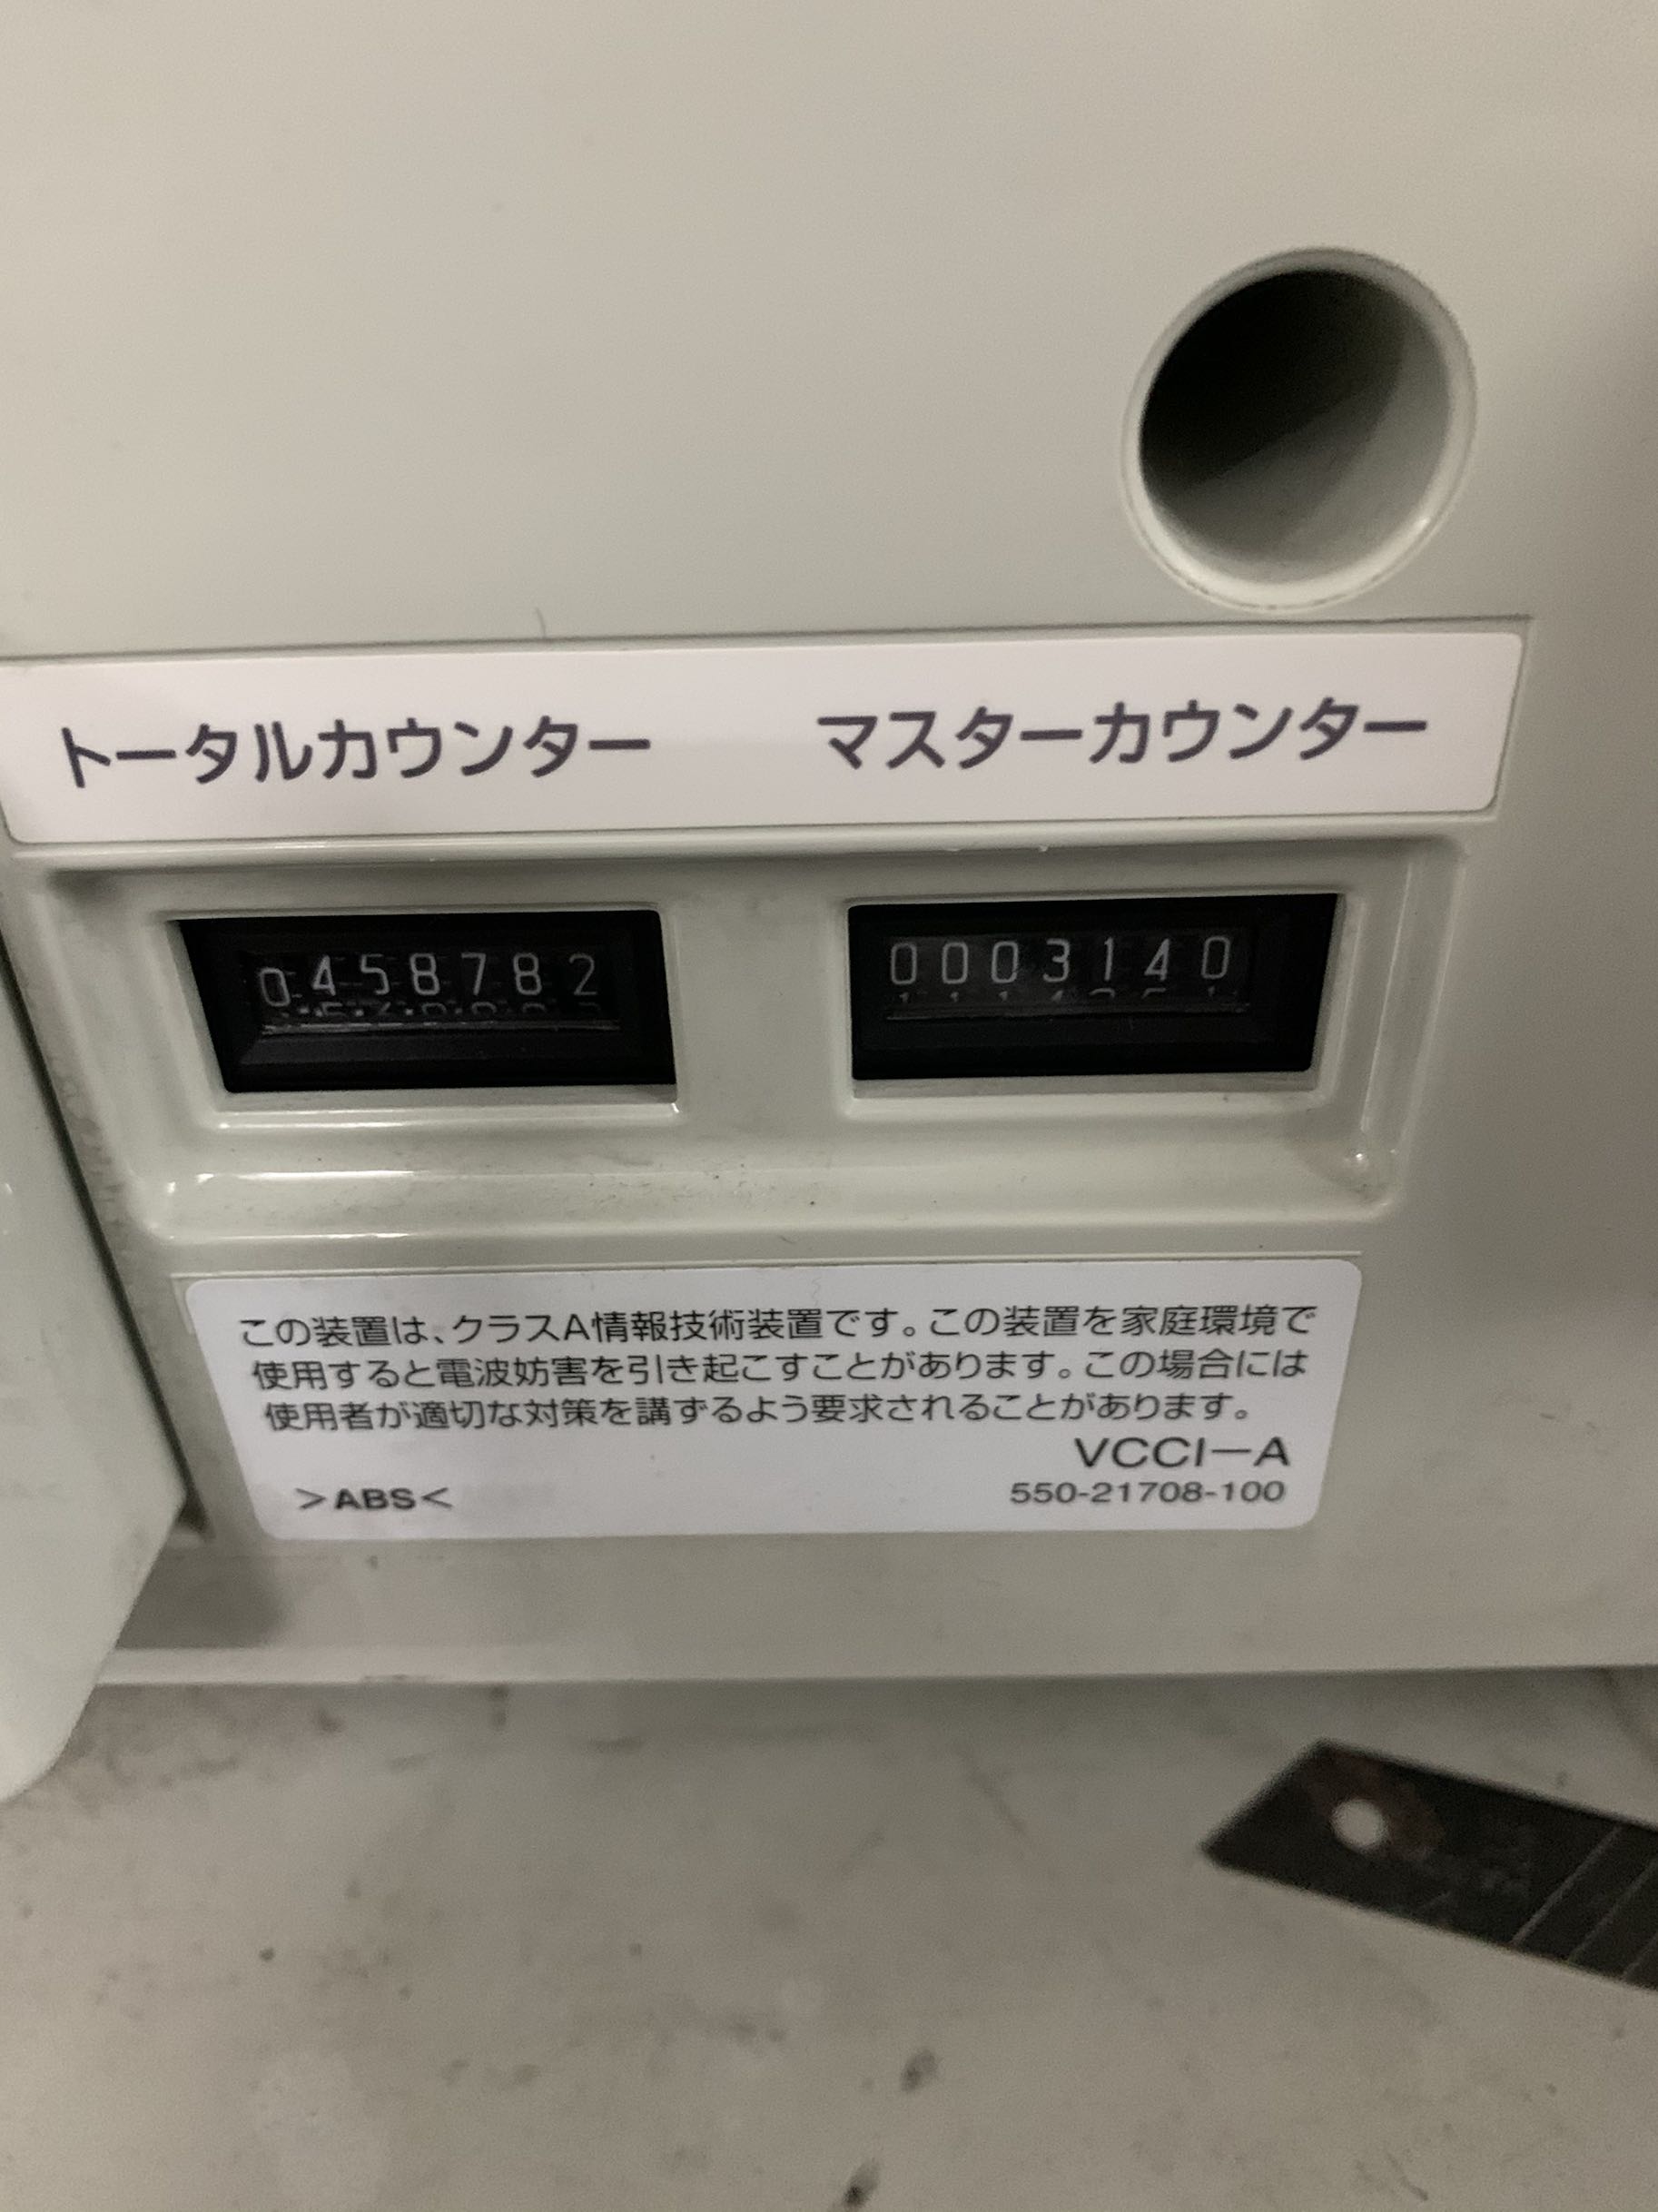 トータルカウンター　マスターカウンター
0458782　0003140
この装置は、クラスA情報技術装置です。この装置を家庭環境で
使用すると電波妨害を引き起こすことがあります。この場合には
使用者が適切な対策を講ずるよう要求されることがあります。
VCCI－A
>ABS<　550-21708-100